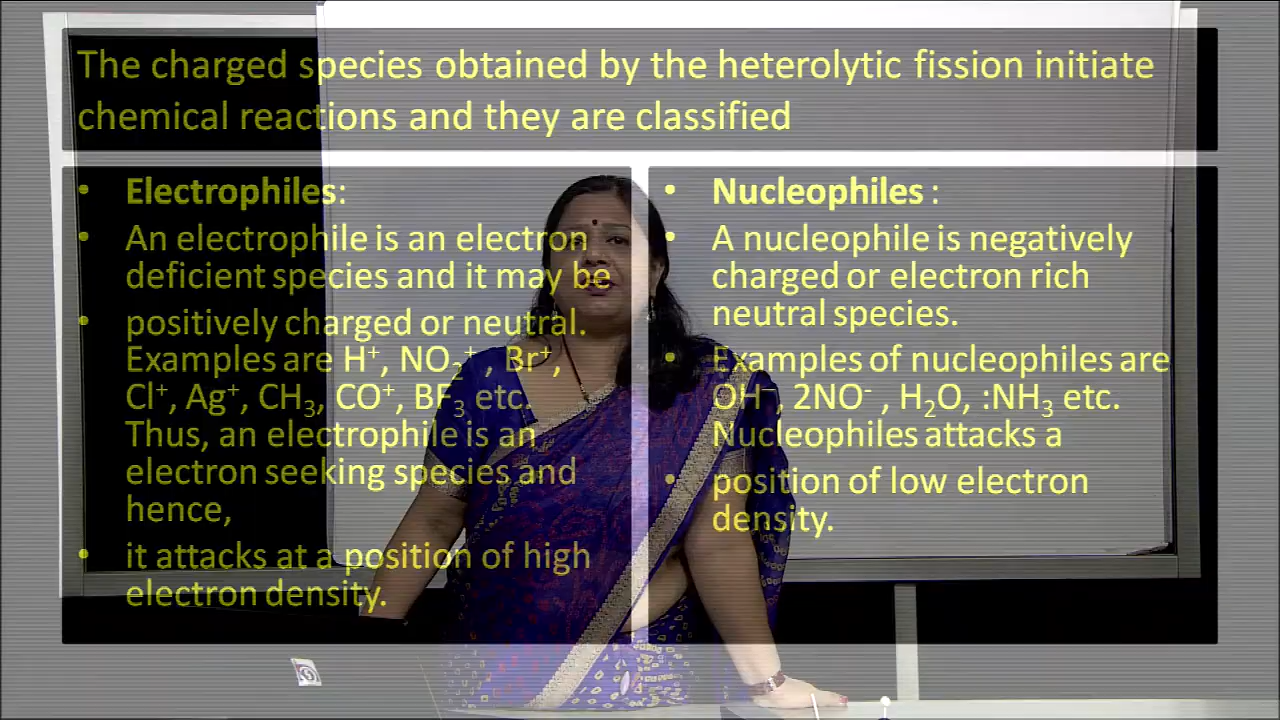 The charged species obtained by the heterolytic fission initiate
chemical reactions and they are classified
• Electrophiles:
• An electrophile is an electron
deficient species and it may be
• positively charged or neutral.
Examples are H⁺, NO₂⁺ , Br⁺,
Cl⁺, Ag⁺, CH₃, CO⁺, BF₃ etc.
Thus, an electrophile is an
electron seeking species and
hence,
• it attacks at a position of high
electron density.
• Nucleophiles :
• A nucleophile is negatively
charged or electron rich
neutral species.
• Examples of nucleophiles are
OH⁻, 2NO⁻ , H₂O, :NH₃ etc.
Nucleophiles attacks a
• position of low electron
density.